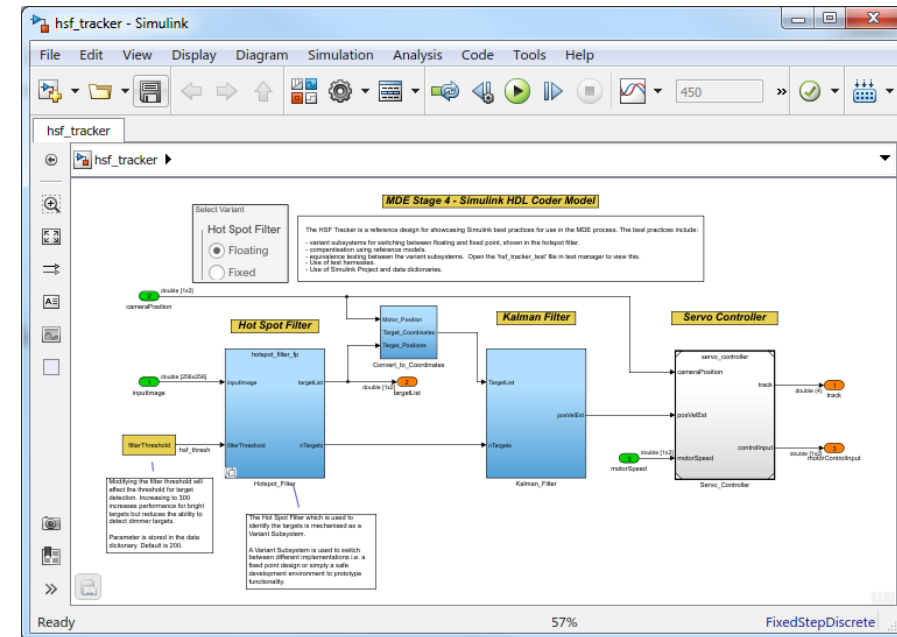 hsf_tracker - Simulink
File Edit View Display Diagram Simulation Analysis Code Tools Help
450
hsf_tracker
hsf_tracker
MDE Stage 4 - Simulink HDL Coder Model
Select Variant
Hot Spot Filter
Floating
Fixed
The HSF Tracker is a reference design for showcasing Simulink best practices for use in the MDE process. The best practices include:
- variant subsystems for switching between floating and fixed point, shown in the hotspot filter.
- compentisation using reference models.
- equivalence testing between the variant subsystems. Open the 'hsf_tracker_test' file in test manager to view this.
- Use of test harnesses.
- Use of Simulink Project and data dictionaries.
2
double [1x2]
cameraPosition
Hot Spot Filter
Kalman Filter
Servo Controller
Motor_Position
Target_Coordinates
Target_Positions
Convert_to_Coordinates
hotspot_filter_fp
inputImage
targetList
filterThreshold
nTargets
Hotspot_Filter
1
double [256x256]
inputImage
double [1x2]
2
targetList
TargetList
posVelExt
nTargets
Kalman_Filter
servo_controller
cameraPosition
track
posVelExt
controlInput
motorSpeed
Servo_Controller
double (4)
1
track
double [1x2]
3
motorControlInput
3
double [1x2]
motorSpeed
filterThreshold
hsf_thresh
Modifying the filter threshold will
affect the threshold for target
detection. Increasing to 300
increases performance for bright
targets but reduces the ability to
detect dimmer targets.
Parameter is stored in the data
dicitonary. Default is 200.
The Hot Spot Filter which is used to
identify the targets is mechanised as a
Variant Subsystem.
A Variant Subsystem is used to switch
between different implementations i.e. a
fixed point design or simply a safe
development environment to prototype
functionality.
Ready
57%
FixedStepDiscrete